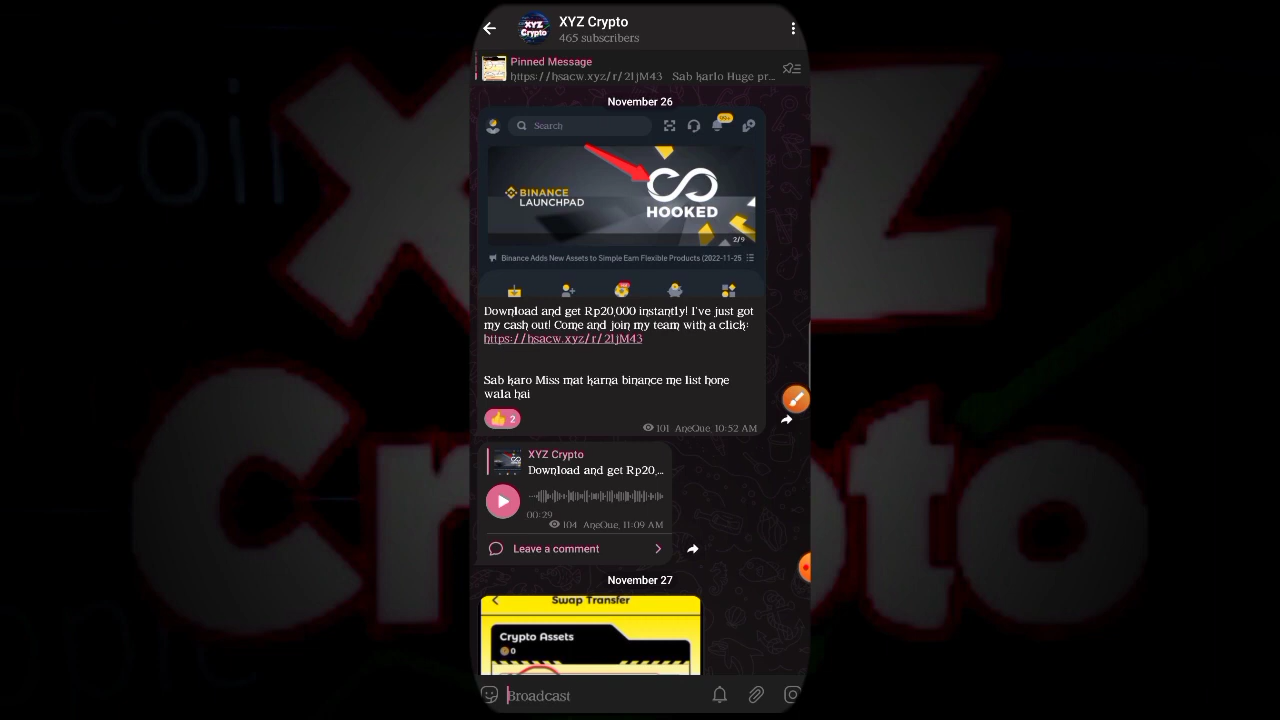 XYZ Crypto
465 subscribers
XYZ
Crypto
Pinned Message
https://hsacw.xyz/r/21jM43 Sab karlo Huge pr...
November 26
Search
99+
BINANCE
LAUNCHPAD
HOOKED
2/9
Binance Adds New Assets to Simple Earn Flexible Products (2022-11-25
Download and get Rp20,000 instantly! I've just got
my cash out! Come and join my team with a click:
https://hsacw.xyz/r/21jM43
Sab karo Miss mat karna binance me list hone
wala hai
2
101 AneQue, 10:52 AM
XYZ Crypto
Download and get Rp20,...
00:29
104 AneQue, 11:09 AM
Leave a comment
November 27
Swap Transfer
Crypto Assets
0
Broadcast